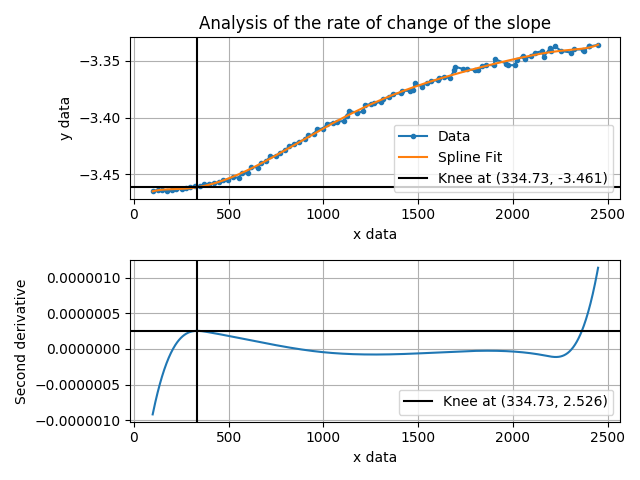 Analysis of the rate of change of the slope
−3.35
−3.40
−3.45
y data
Data
Spline Fit
Knee at (334.73, -3.461)
0 500 1000 1500 2000 2500
x data
0.0000010
0.0000005
0.0000000
−0.0000005
−0.0000010
Second derivative
Knee at (334.73, 2.526)
0 500 1000 1500 2000 2500
x data